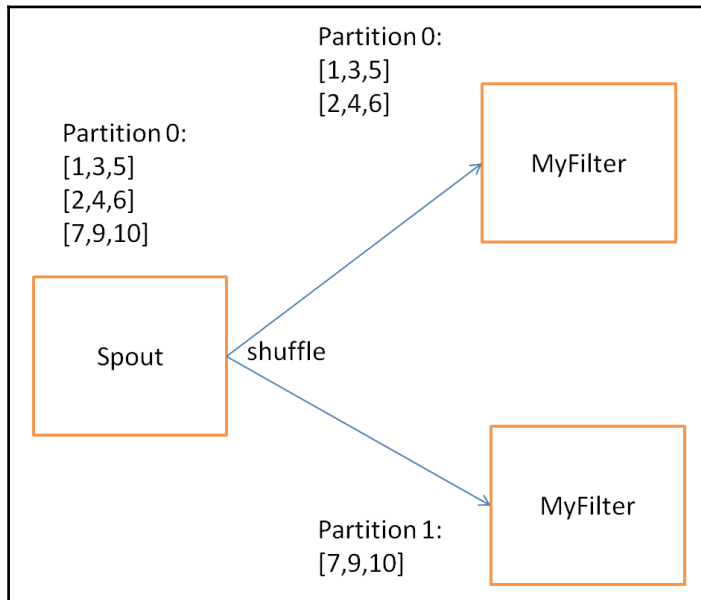 Partition 0:
[1,3,5]
[2,4,6]
MyFilter
Partition 0:
[1,3,5]
[2,4,6]
[7,9,10]
Spout
shuffle
MyFilter
Partition 1:
[7,9,10]